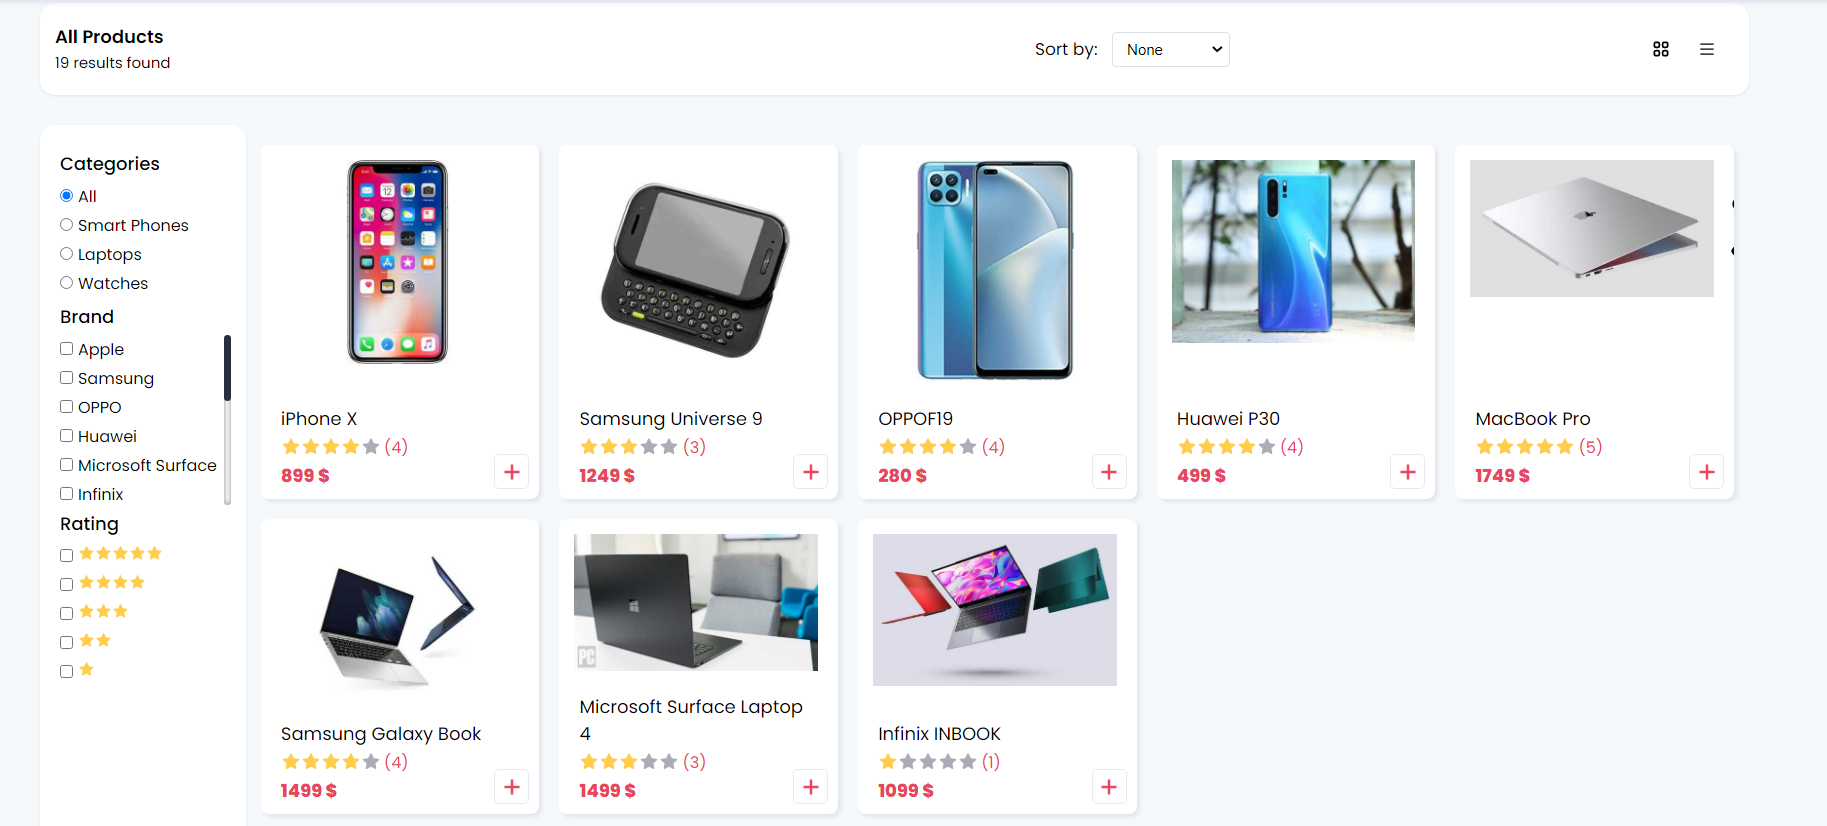 All Products
19 results found
Sort by:
None
Categories
All
Smart Phones
Laptops
Watches
Brand
Apple
Samsung
OPPO
Huawei
Microsoft Surface
Infinix
Rating
iPhone X
(4)
899 $
+
Samsung Universe 9
(3)
1249 $
+
OPPOF19
(4)
280 $
+
Huawei P30
(4)
499 $
+
MacBook Pro
(5)
1749 $
+
Samsung Galaxy Book
(4)
1499 $
+
PC
Microsoft Surface Laptop
4
(3)
1499 $
+
Infinix INBOOK
(1)
1099 $
+